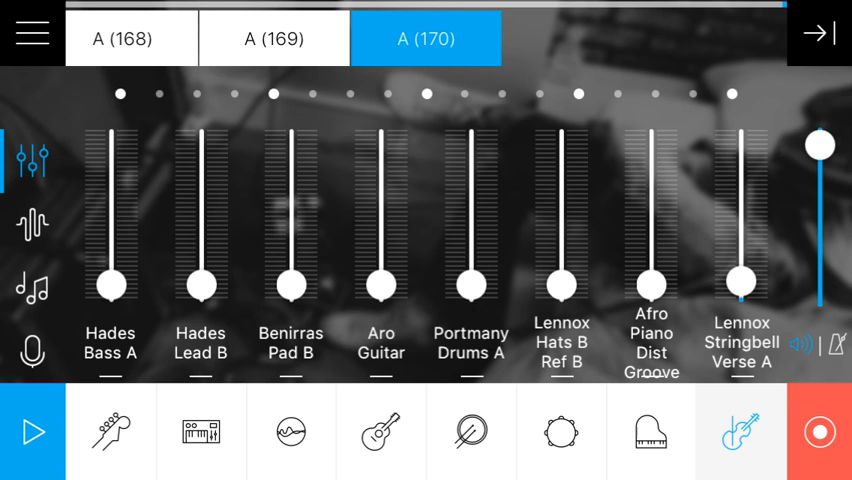 A (168)
A (169)
A (170)
Hades
Bass A
Hades
Lead B
Benirras
Pad B
Aro
Guitar
Portmany
Drums A
Lennox
Hats B
Ref B
Afro
Piano
Dist
Groove
Lennox
Stringbell
Verse A